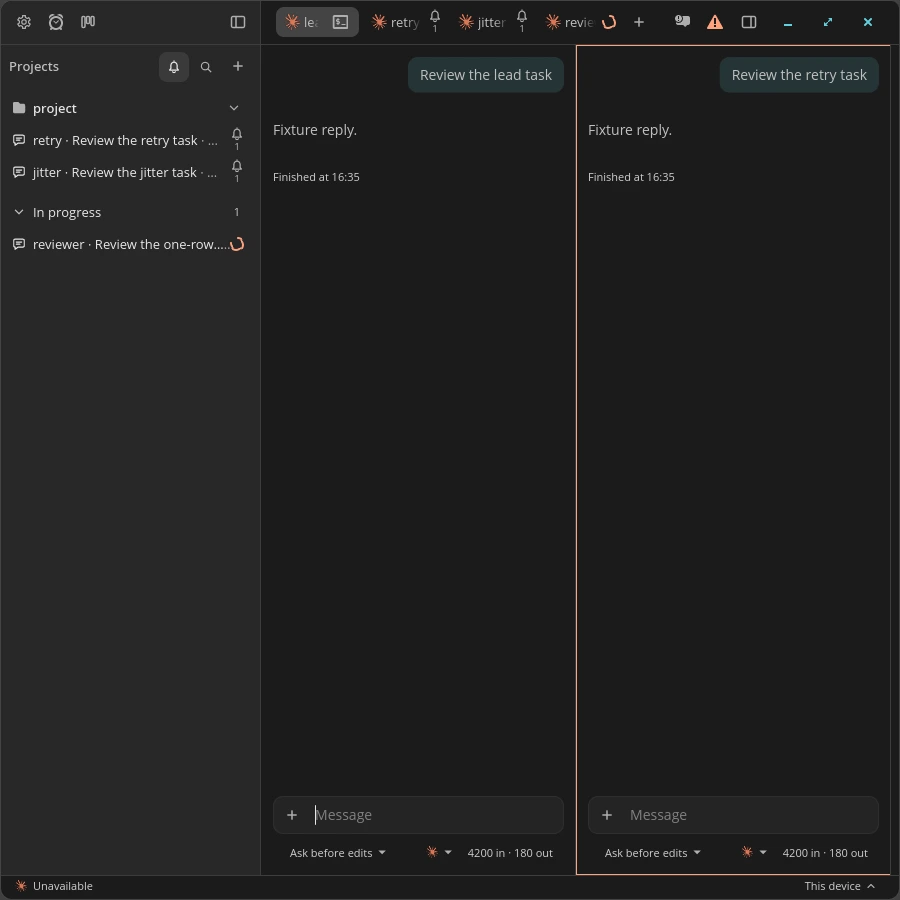 lea
retry
1
jitter
1
revie
Projects
project
retry · Review the retry task · ...
1
jitter · Review the jitter task · ...
1
In progress
1
reviewer · Review the one-row...
Review the lead task
Fixture reply.
Finished at 16:35
Message
Ask before edits
4200 in · 180 out
Review the retry task
Fixture reply.
Finished at 16:35
Message
Ask before edits
4200 in · 180 out
Unavailable
This device